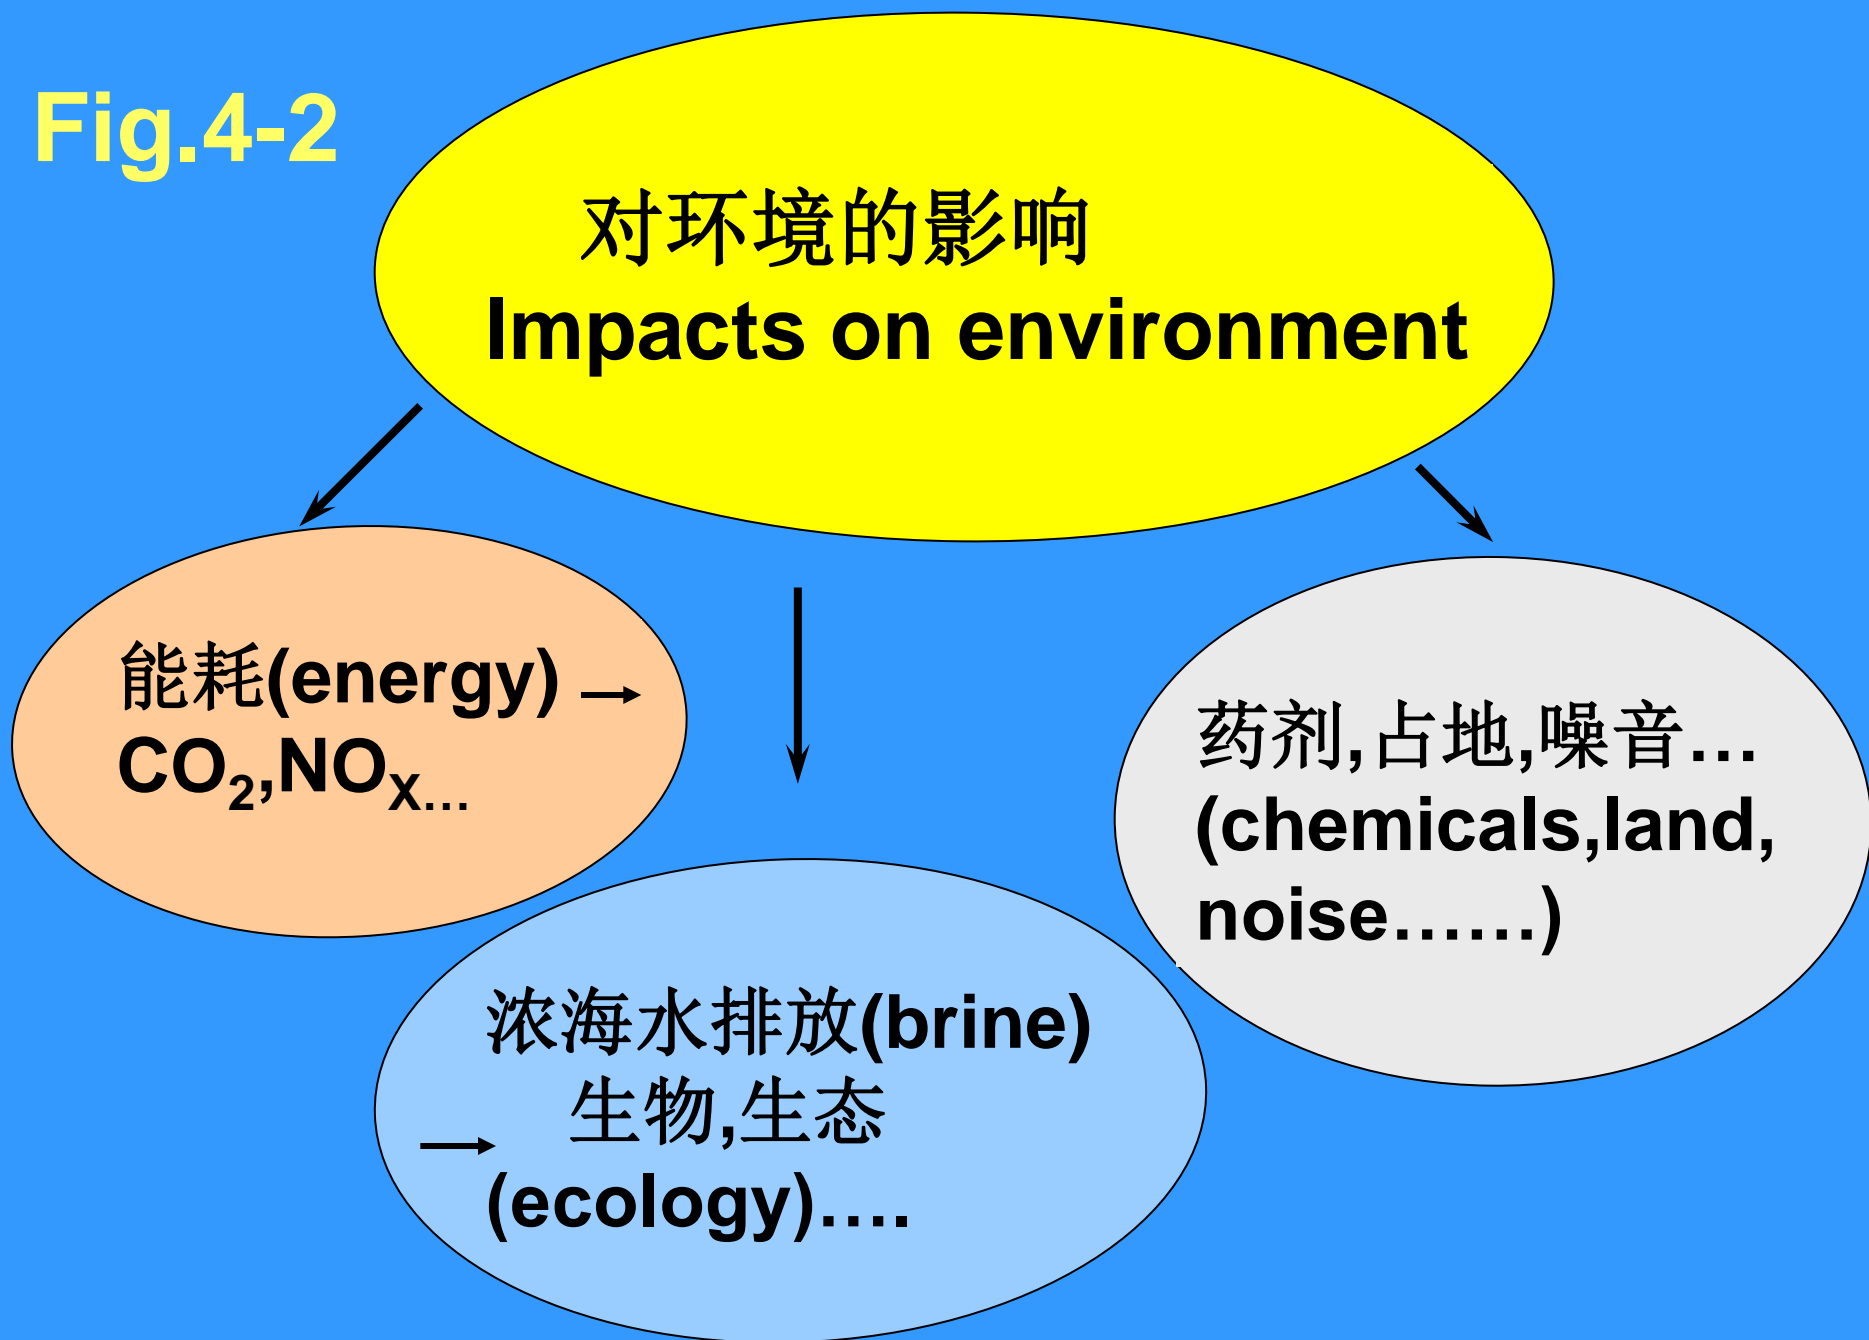 Fig.4-2
对环境的影响
Impacts on environment
能耗(energy) →
CO₂,NOₓ…
浓海水排放(brine)
→ 生物,生态
(ecology)….
药剂,占地,噪音…
(chemicals,land,
noise……)